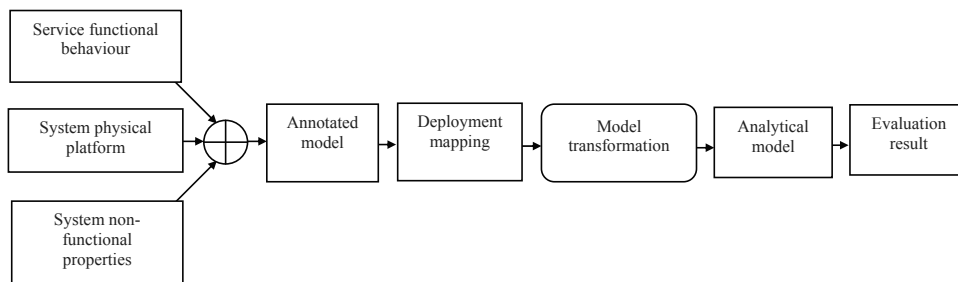 Service functional
behaviour
System physical
platform
System non-
functional
properties
Annotated
model
Deployment
mapping
Model
transformation
Analytical
model
Evaluation
result